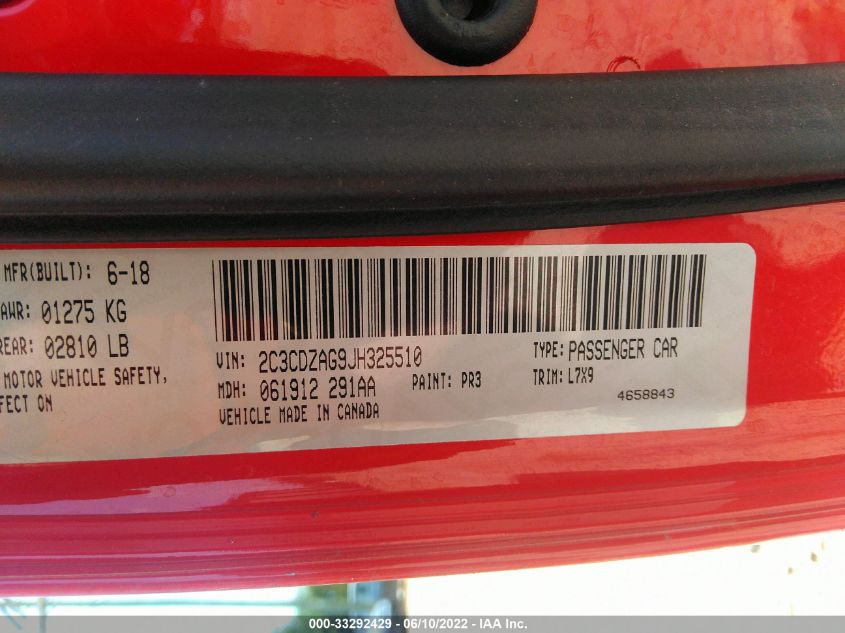 MFR(BUILT): 6-18
AWR: 01275 KG
REAR: 02810 LB
MOTOR VEHICLE SAFETY,
FECT ON
VIN: 2C3CDZAG9JH325510
TYPE: PASSENGER CAR
MDH: 061912 291AA PAINT: PR3 TRIM: L7X9
VEHICLE MADE IN CANADA
4658843
000-33292429 - 06/10/2022 - IAA Inc.